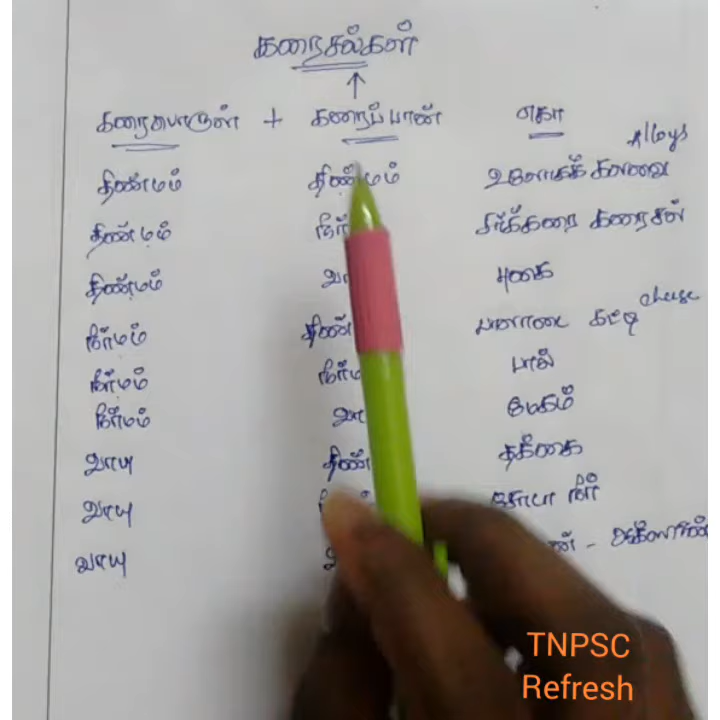 கரைசல்கள்
கரைபொருள் + கரைப்பான் எகா
Alloys
திண்மம் திண்மம் உலோகக் கலவை
திண்மம் நீர் சர்க்கரை கரைசல்
திண்மம் வா புகை
நீர்மம் திண் பாலாடை கட்டி cheese
நீர்மம் நீர்ம பால்
நீர்மம் வா மேகம்
வாயு திண் தக்கை
வாயு சோடா நீர்
வாயு
TNPSC
Refresh